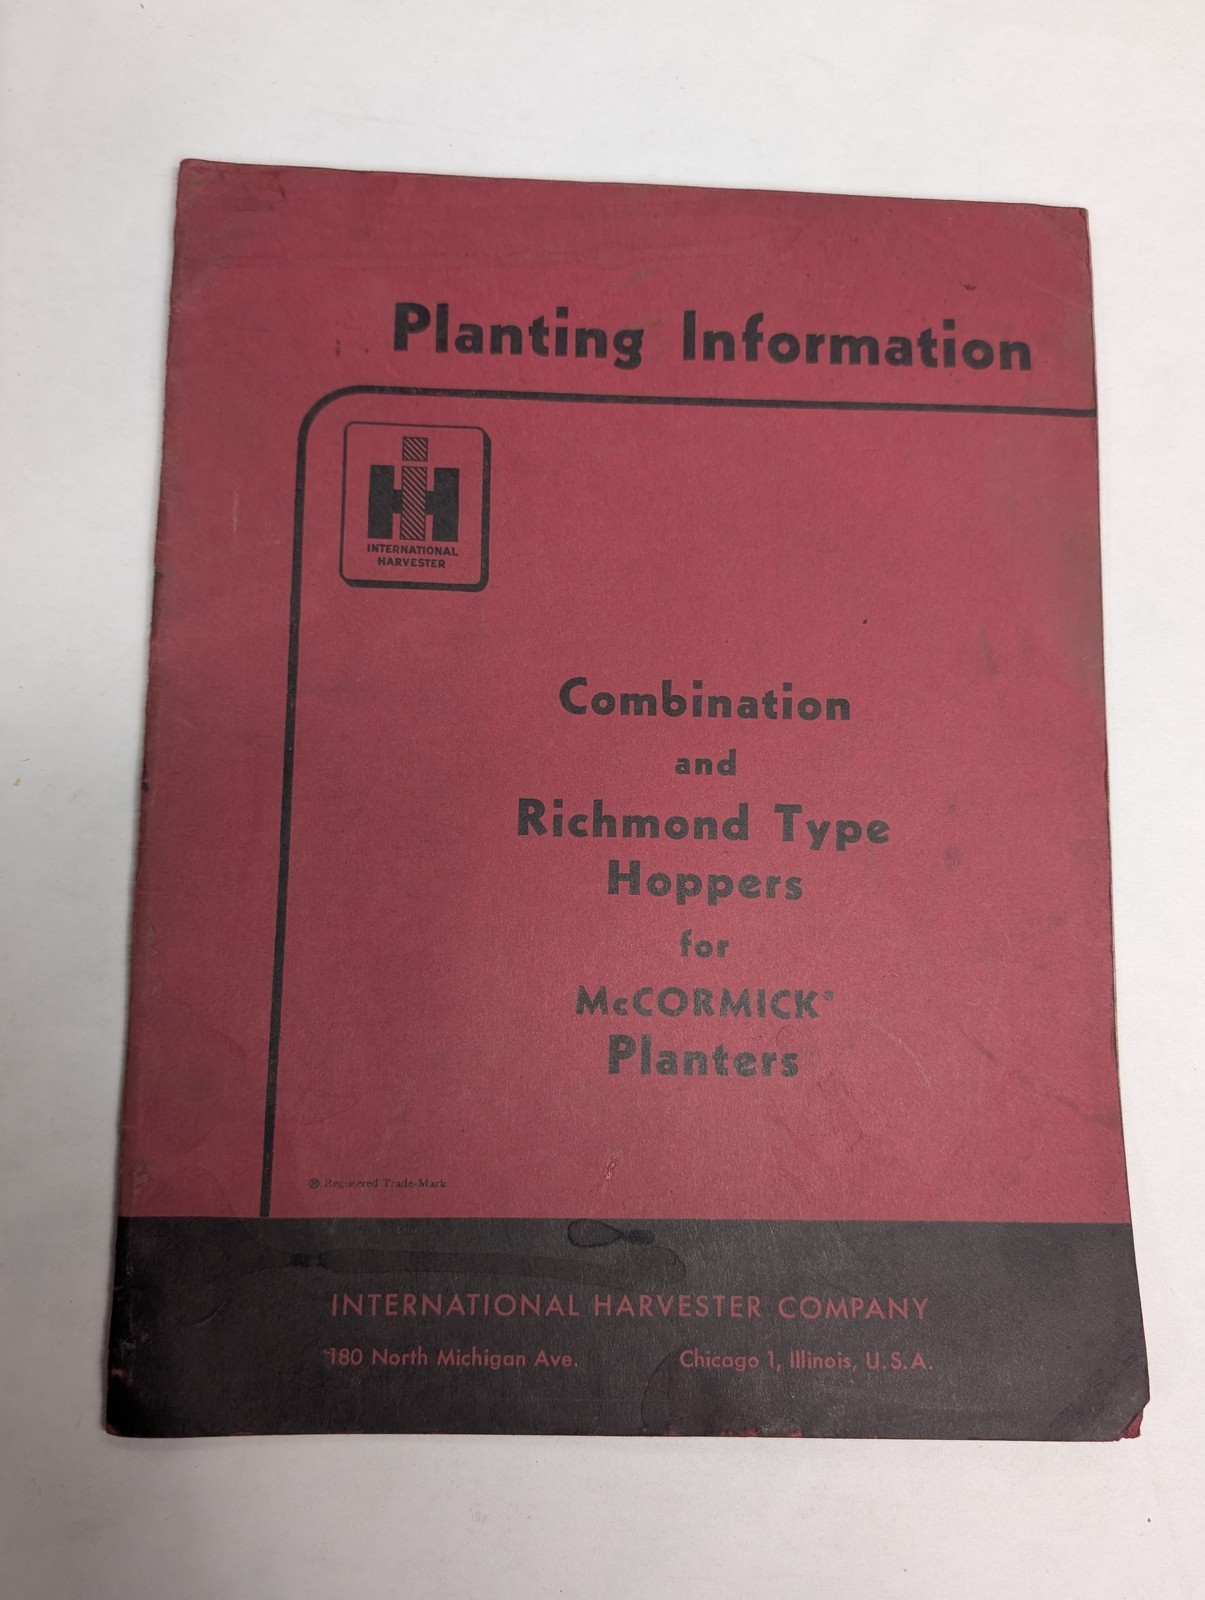 Planting Information
IH
INTERNATIONAL
HARVESTER
Combination
and
Richmond Type
Hoppers
for
McCORMICK®
Planters
® Registered Trade-Mark
INTERNATIONAL HARVESTER COMPANY
180 North Michigan Ave. Chicago 1, Illinois, U.S.A.